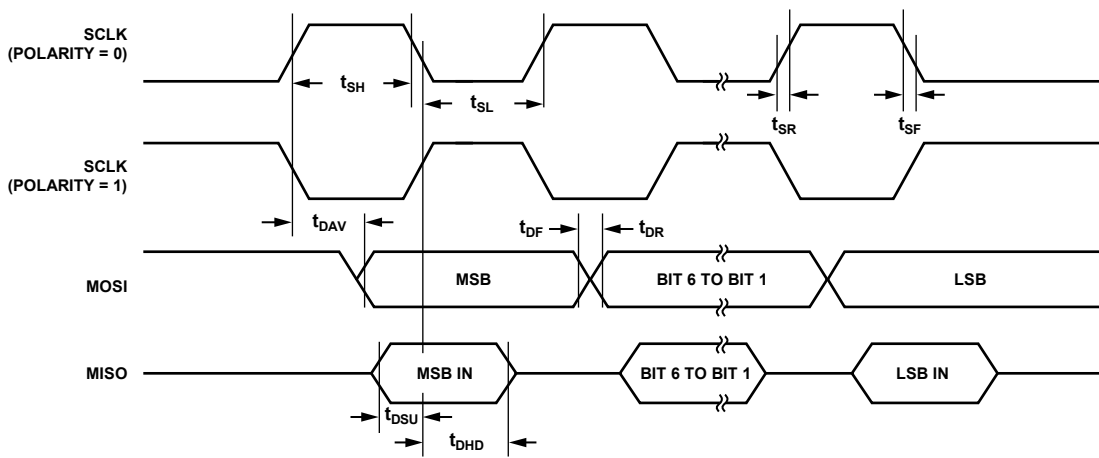 SCLK
(POLARITY = 0)
tSH
tSL
tSR
tSF
SCLK
(POLARITY = 1)
tDAV
tDF
tDR
MOSI
MSB
BIT 6 TO BIT 1
LSB
MISO
MSB IN
BIT 6 TO BIT 1
LSB IN
tDSU
tDHD